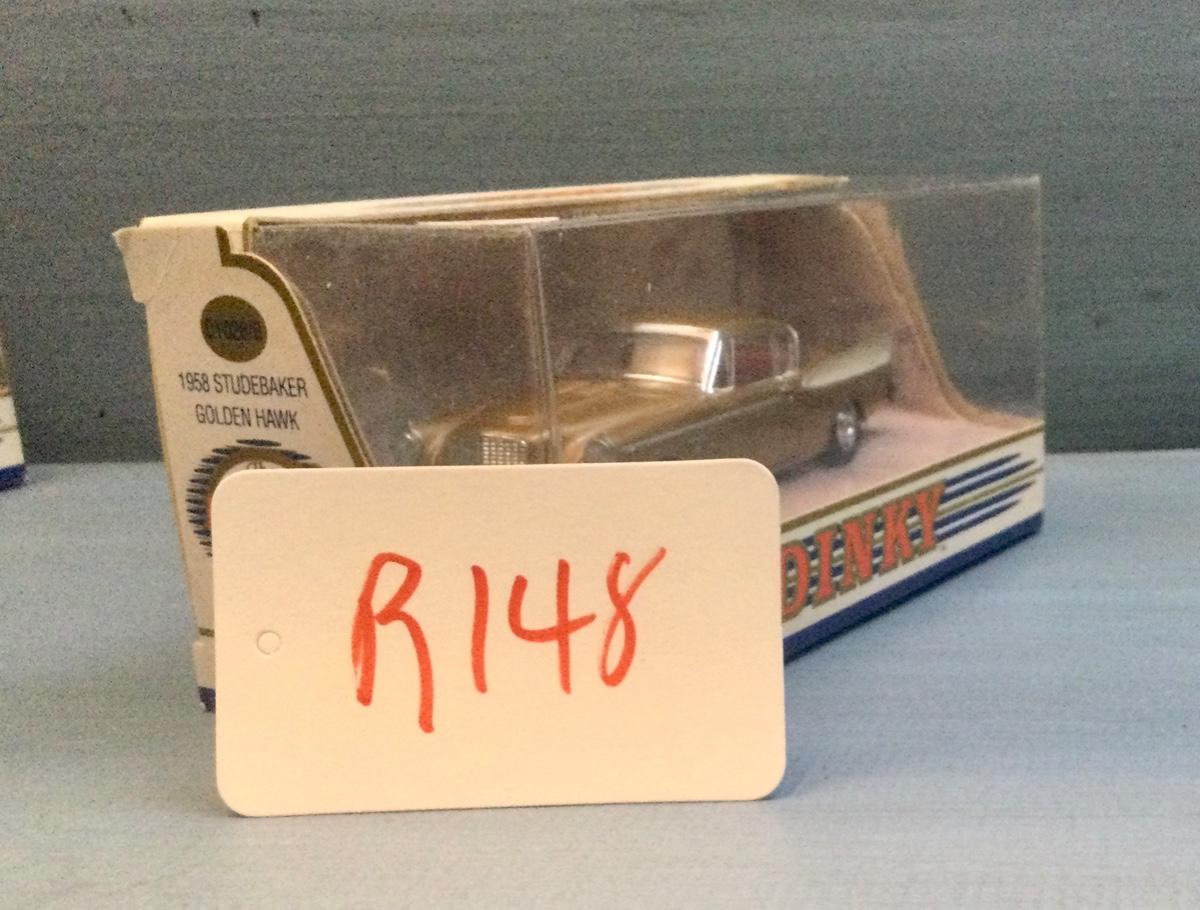 1958 STUDEBAKER
GOLDEN HAWK
DINKY
R148